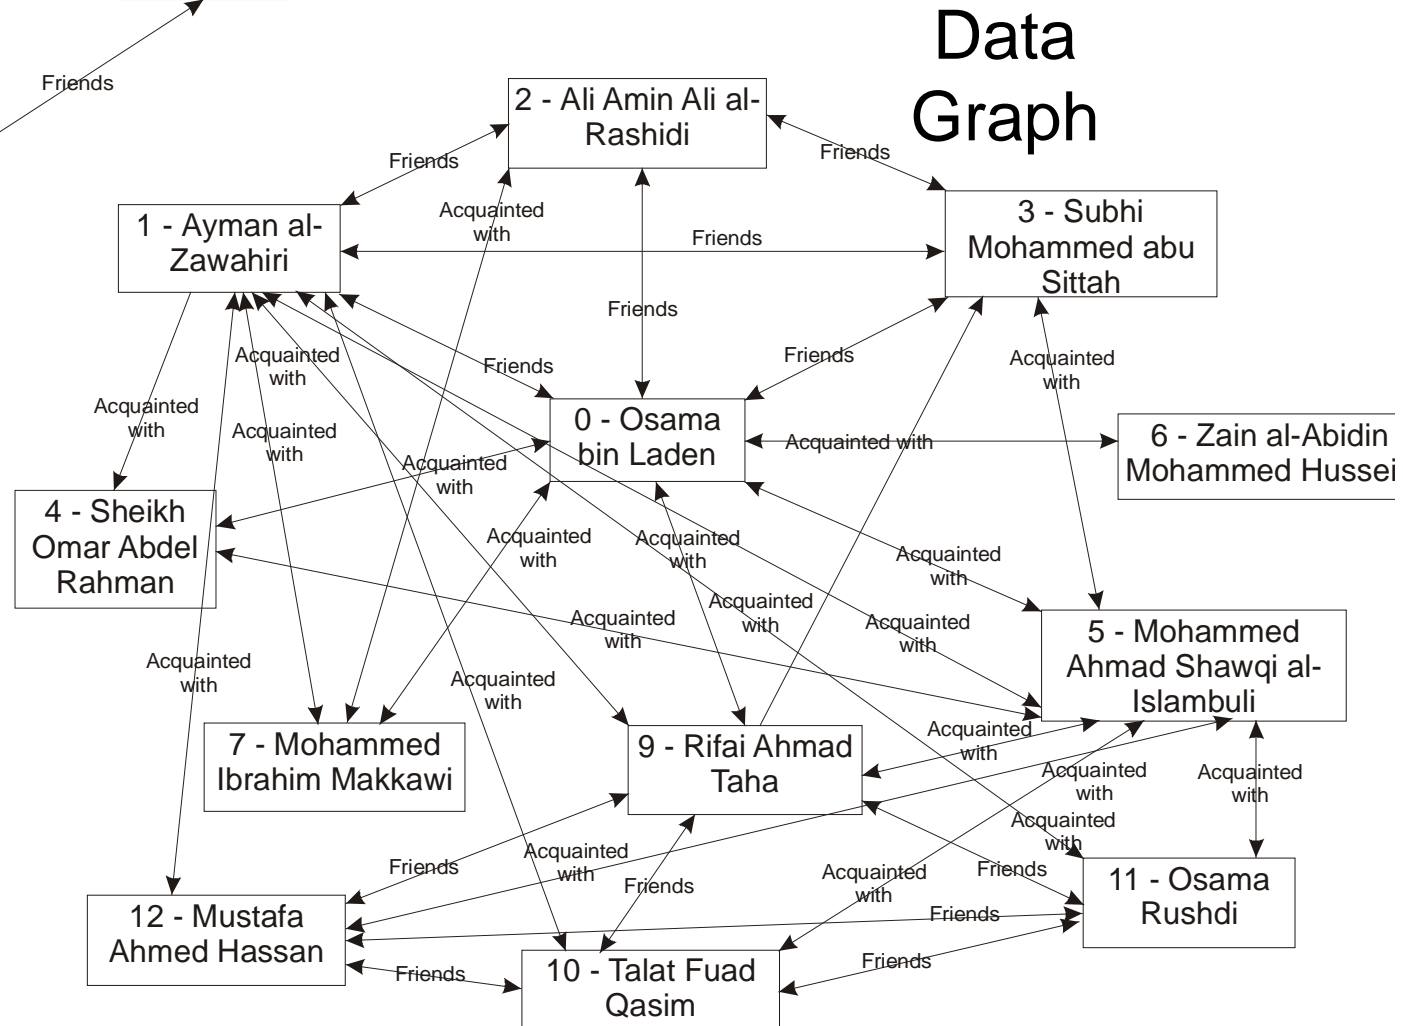 Data
Graph
Friends
2 - Ali Amin Ali al-
Rashidi
Friends
Friends
Acquainted
with
1 - Ayman al-
Zawahiri
3 - Subhi
Mohammed abu
Sittah
Friends
Friends
Acquainted
with
Friends
Friends
Acquainted
with
Acquainted
with
0 - Osama
bin Laden
Acquainted with
6 - Zain al-Abidin
Mohammed Hussei
Acquainted
with
Acquainted
with
4 - Sheikh
Omar Abdel
Rahman
Acquainted
with
Acquainted
with
Acquainted
with
Acquainted
with
Acquainted
with
Acquainted
with
5 - Mohammed
Ahmad Shawqi al-
Islambuli
Acquainted
with
Acquainted
with
7 - Mohammed
Ibrahim Makkawi
9 - Rifai Ahmad
Taha
Acquainted
with
Acquainted
with
Acquainted
with
Acquainted
with
Acquainted
with
Friends
Friends
Acquainted
with
Friends
11 - Osama
Rushdi
12 - Mustafa
Ahmed Hassan
Friends
Friends
Friends
10 - Talat Fuad
Qasim